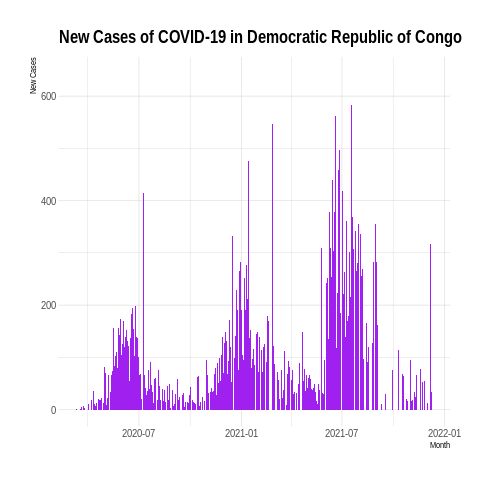 New Cases of COVID-19 in Democratic Republic of Congo
New Cases
600
400
200
0
2020-07
2021-01
2021-07
2022-01
Month